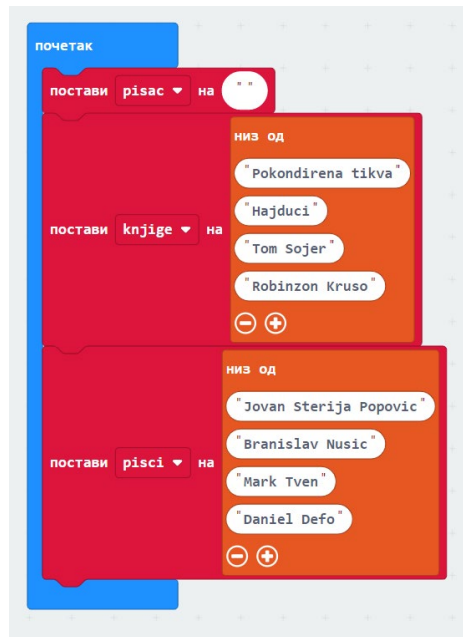 почетак
постави pisac на " "
низ од
"Pokondirena tikva"
"Hajduci"
постави knjige на
"Tom Sojer"
"Robinzon Kruso"
низ од
"Jovan Sterija Popovic"
"Branislav Nusic"
постави pisci на
"Mark Tven"
"Daniel Defo"